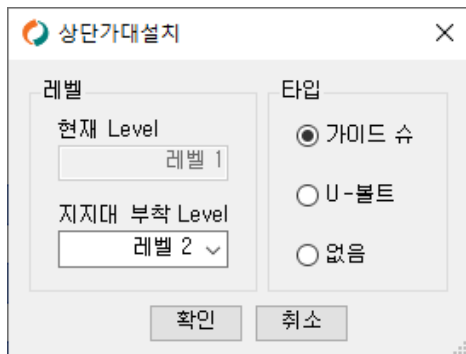 상단가대설치
레벨
현재 Level
레벨 1
지지대 부착 Level
레벨 2
타입
가이드 슈
U-볼트
없음
확인
취소